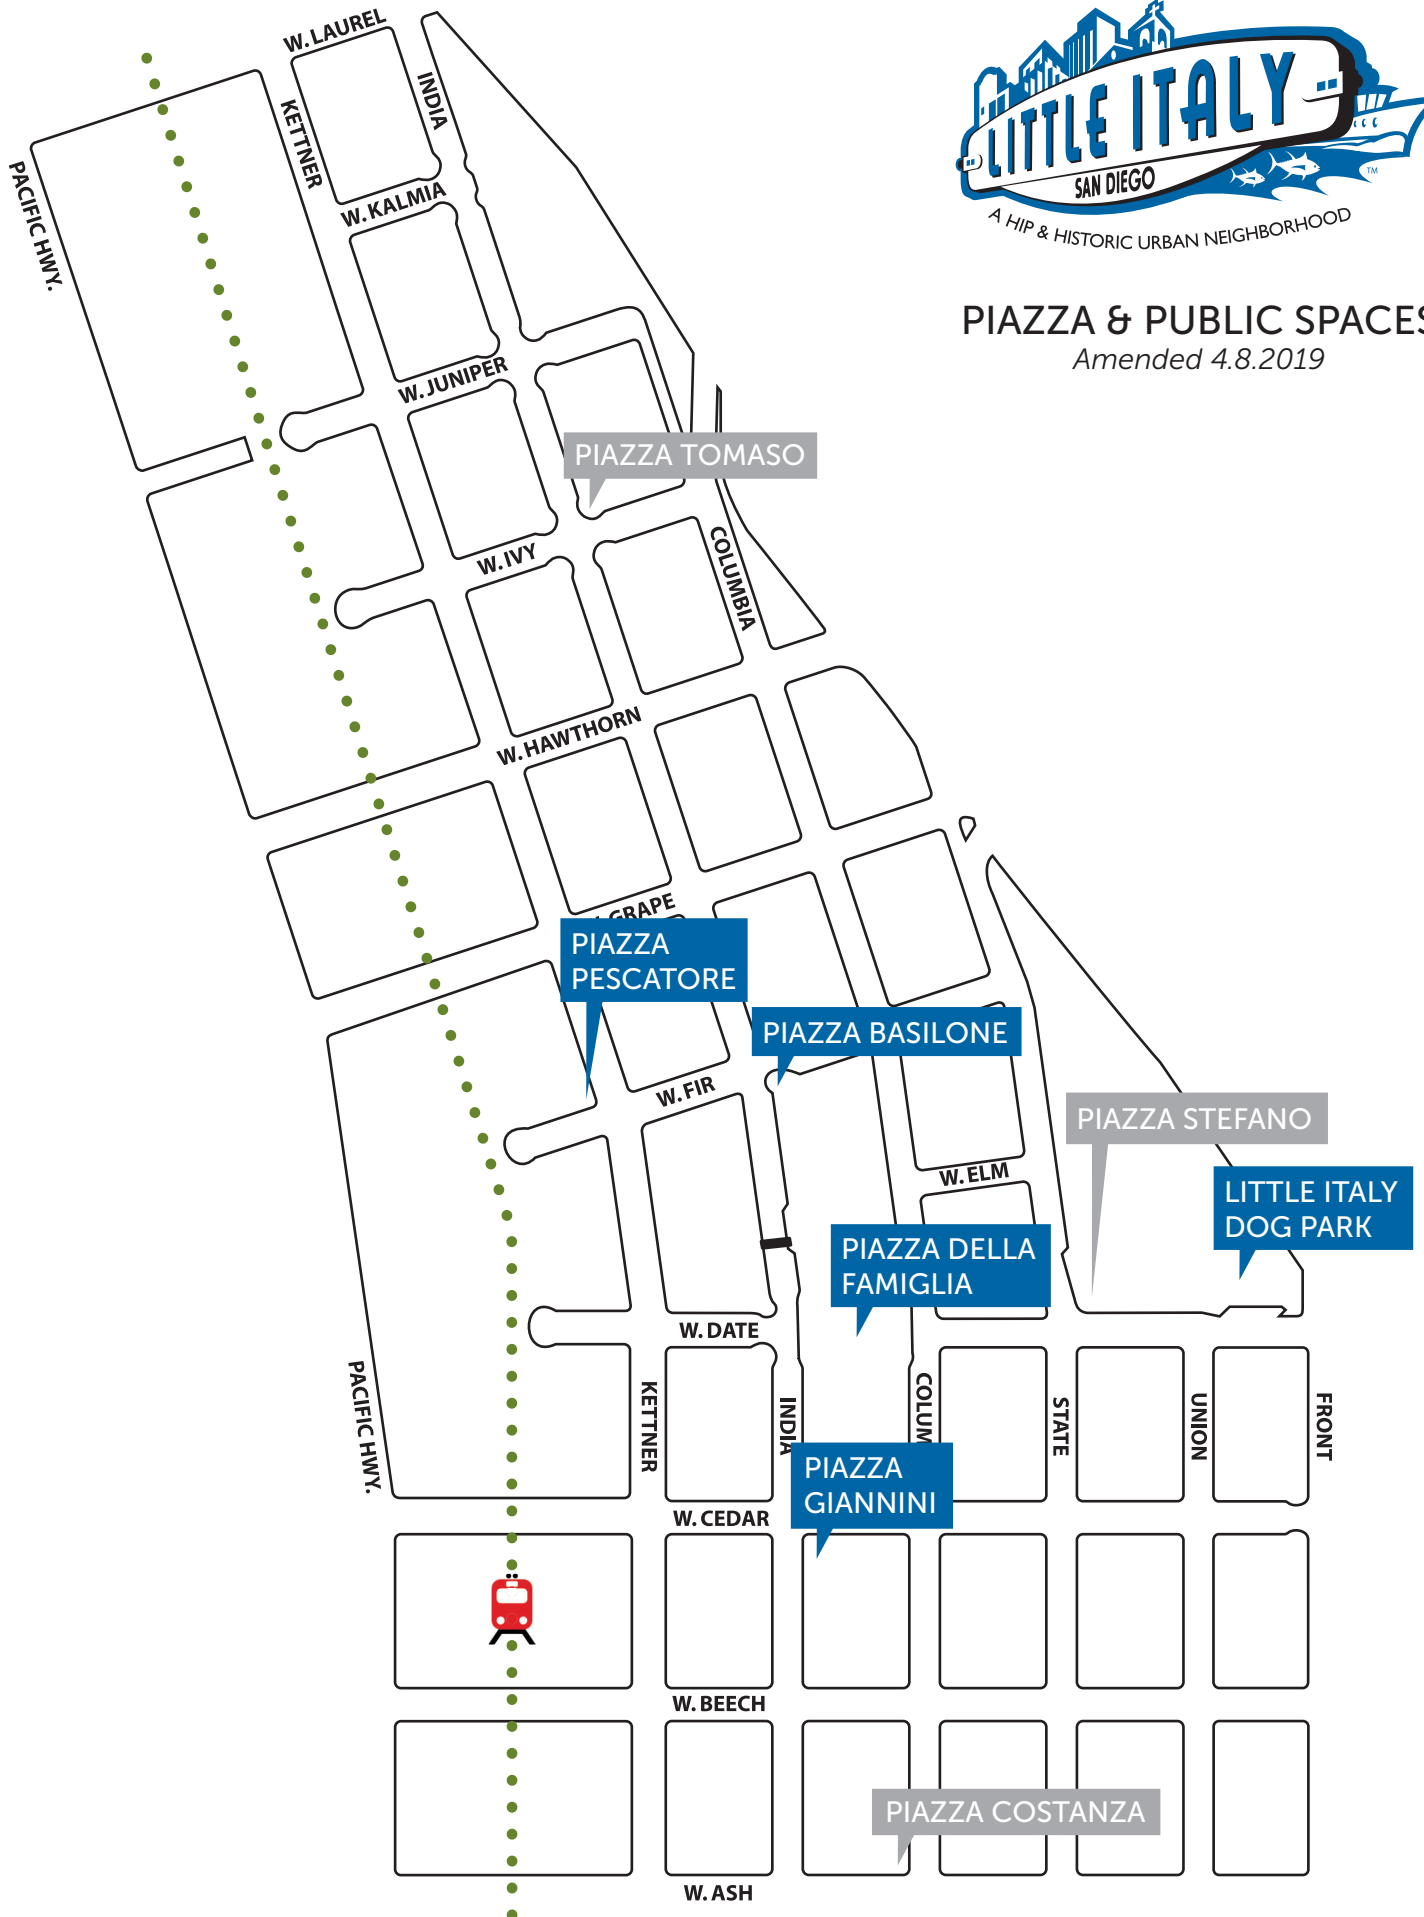 LITTLE ITALY
SAN DIEGO
TM
A HIP & HISTORIC URBAN NEIGHBORHOOD
PIAZZA & PUBLIC SPACES
Amended 4.8.2019
W. LAUREL
INDIA
KETTNER
PACIFIC HWY.
W. KALMIA
W. JUNIPER
PIAZZA TOMASO
W. IVY
COLUMBIA
W. HAWTHORN
GRAPE
PIAZZA
PESCATORE
PIAZZA BASILONE
W. FIR
PIAZZA STEFANO
W. ELM
LITTLE ITALY
DOG PARK
PIAZZA DELLA
FAMIGLIA
W. DATE
PACIFIC HWY.
KETTNER
INDIA
COLUM
STATE
UNION
FRONT
PIAZZA
GIANNINI
W. CEDAR
W. BEECH
PIAZZA COSTANZA
W. ASH